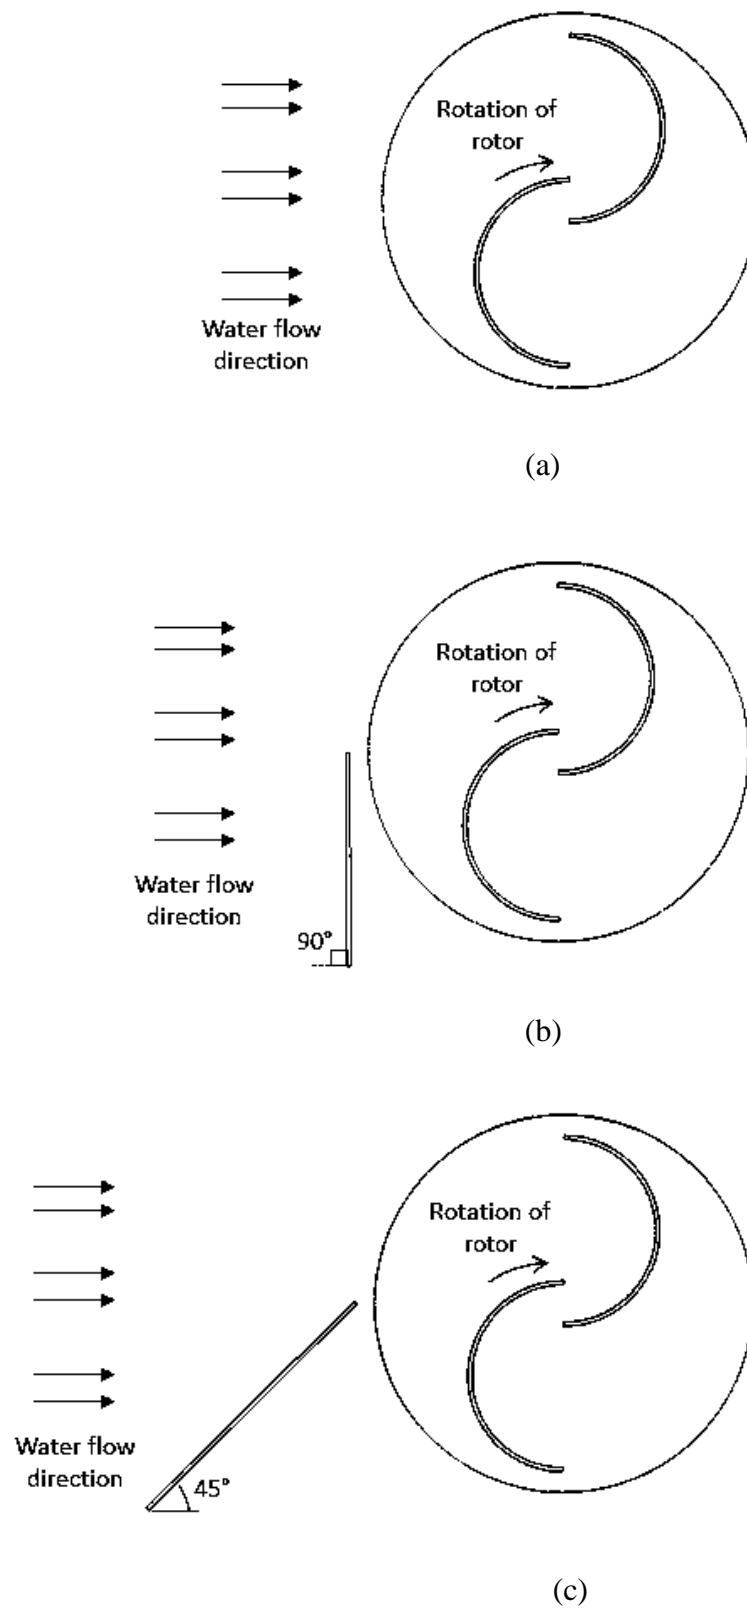 Rotation of
rotor
Water flow
direction
(a)
Rotation of
rotor
Water flow
direction
90°
(b)
Rotation of
rotor
Water flow
direction
45°
(c)